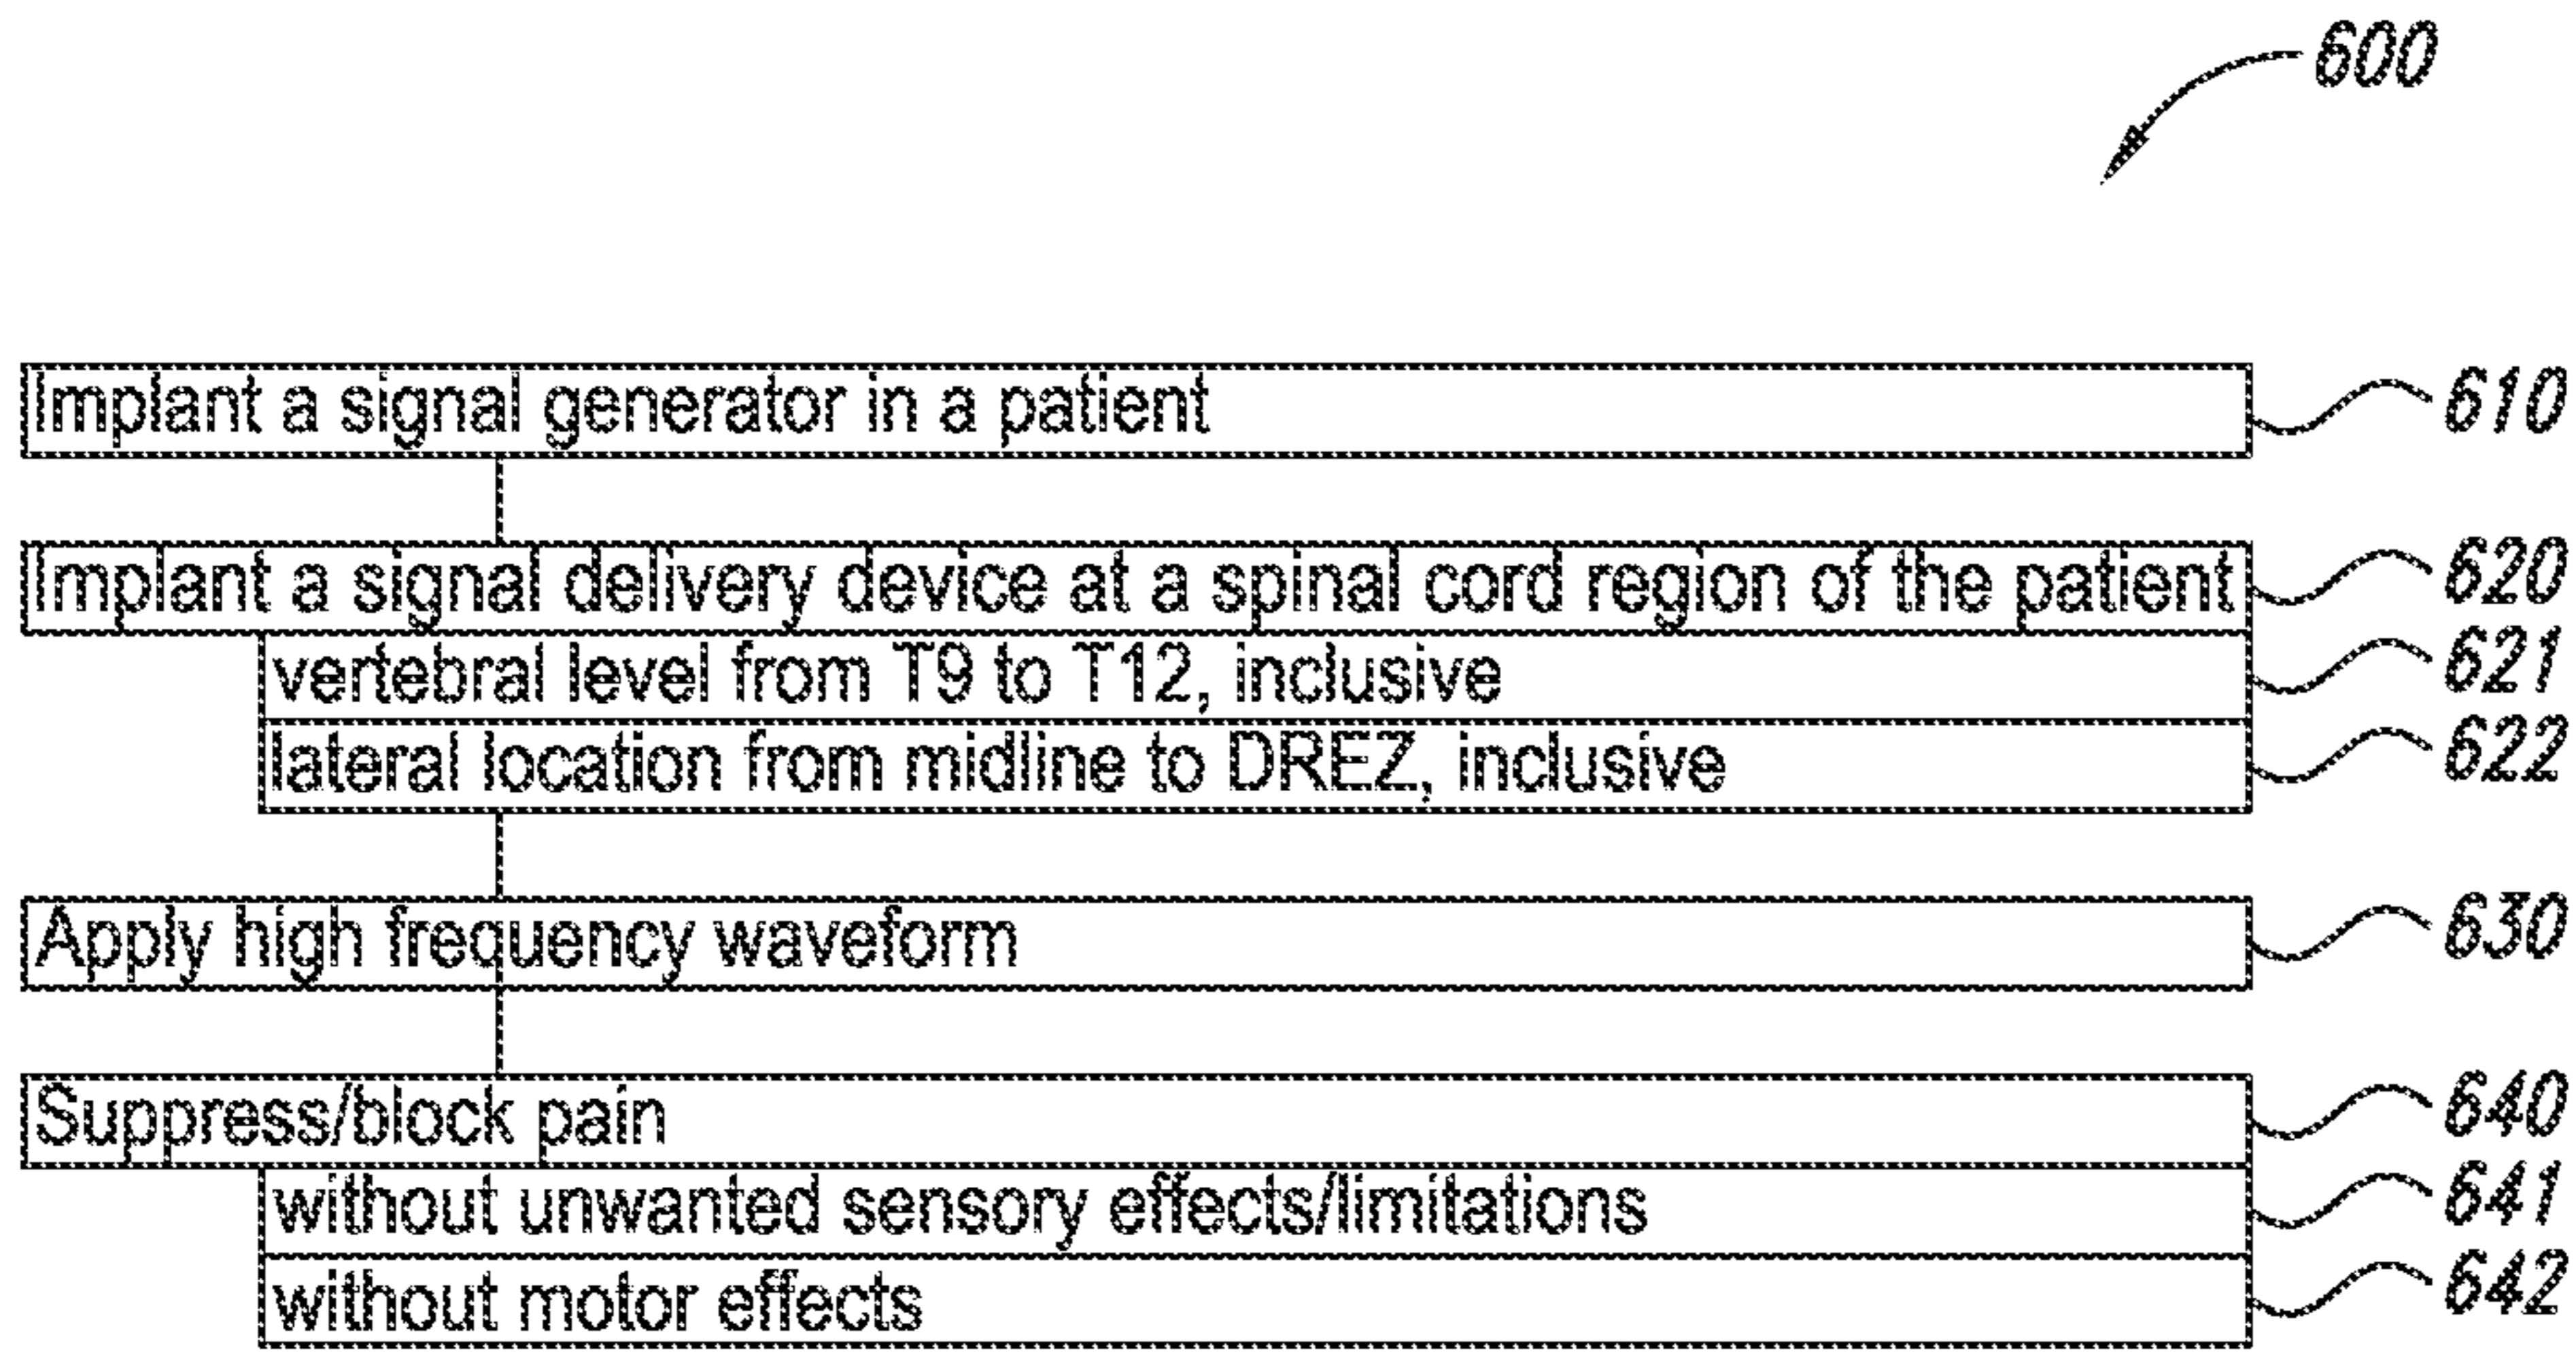 600
Implant a signal generator in a patient 610
Implant a signal delivery device at a spinal cord region of the patient 620
vertebral level from T9 to T12, inclusive 621
lateral location from midline to DREZ, inclusive 622
Apply high frequency waveform 630
Suppress/block pain 640
without unwanted sensory effects/limitations 641
without motor effects 642